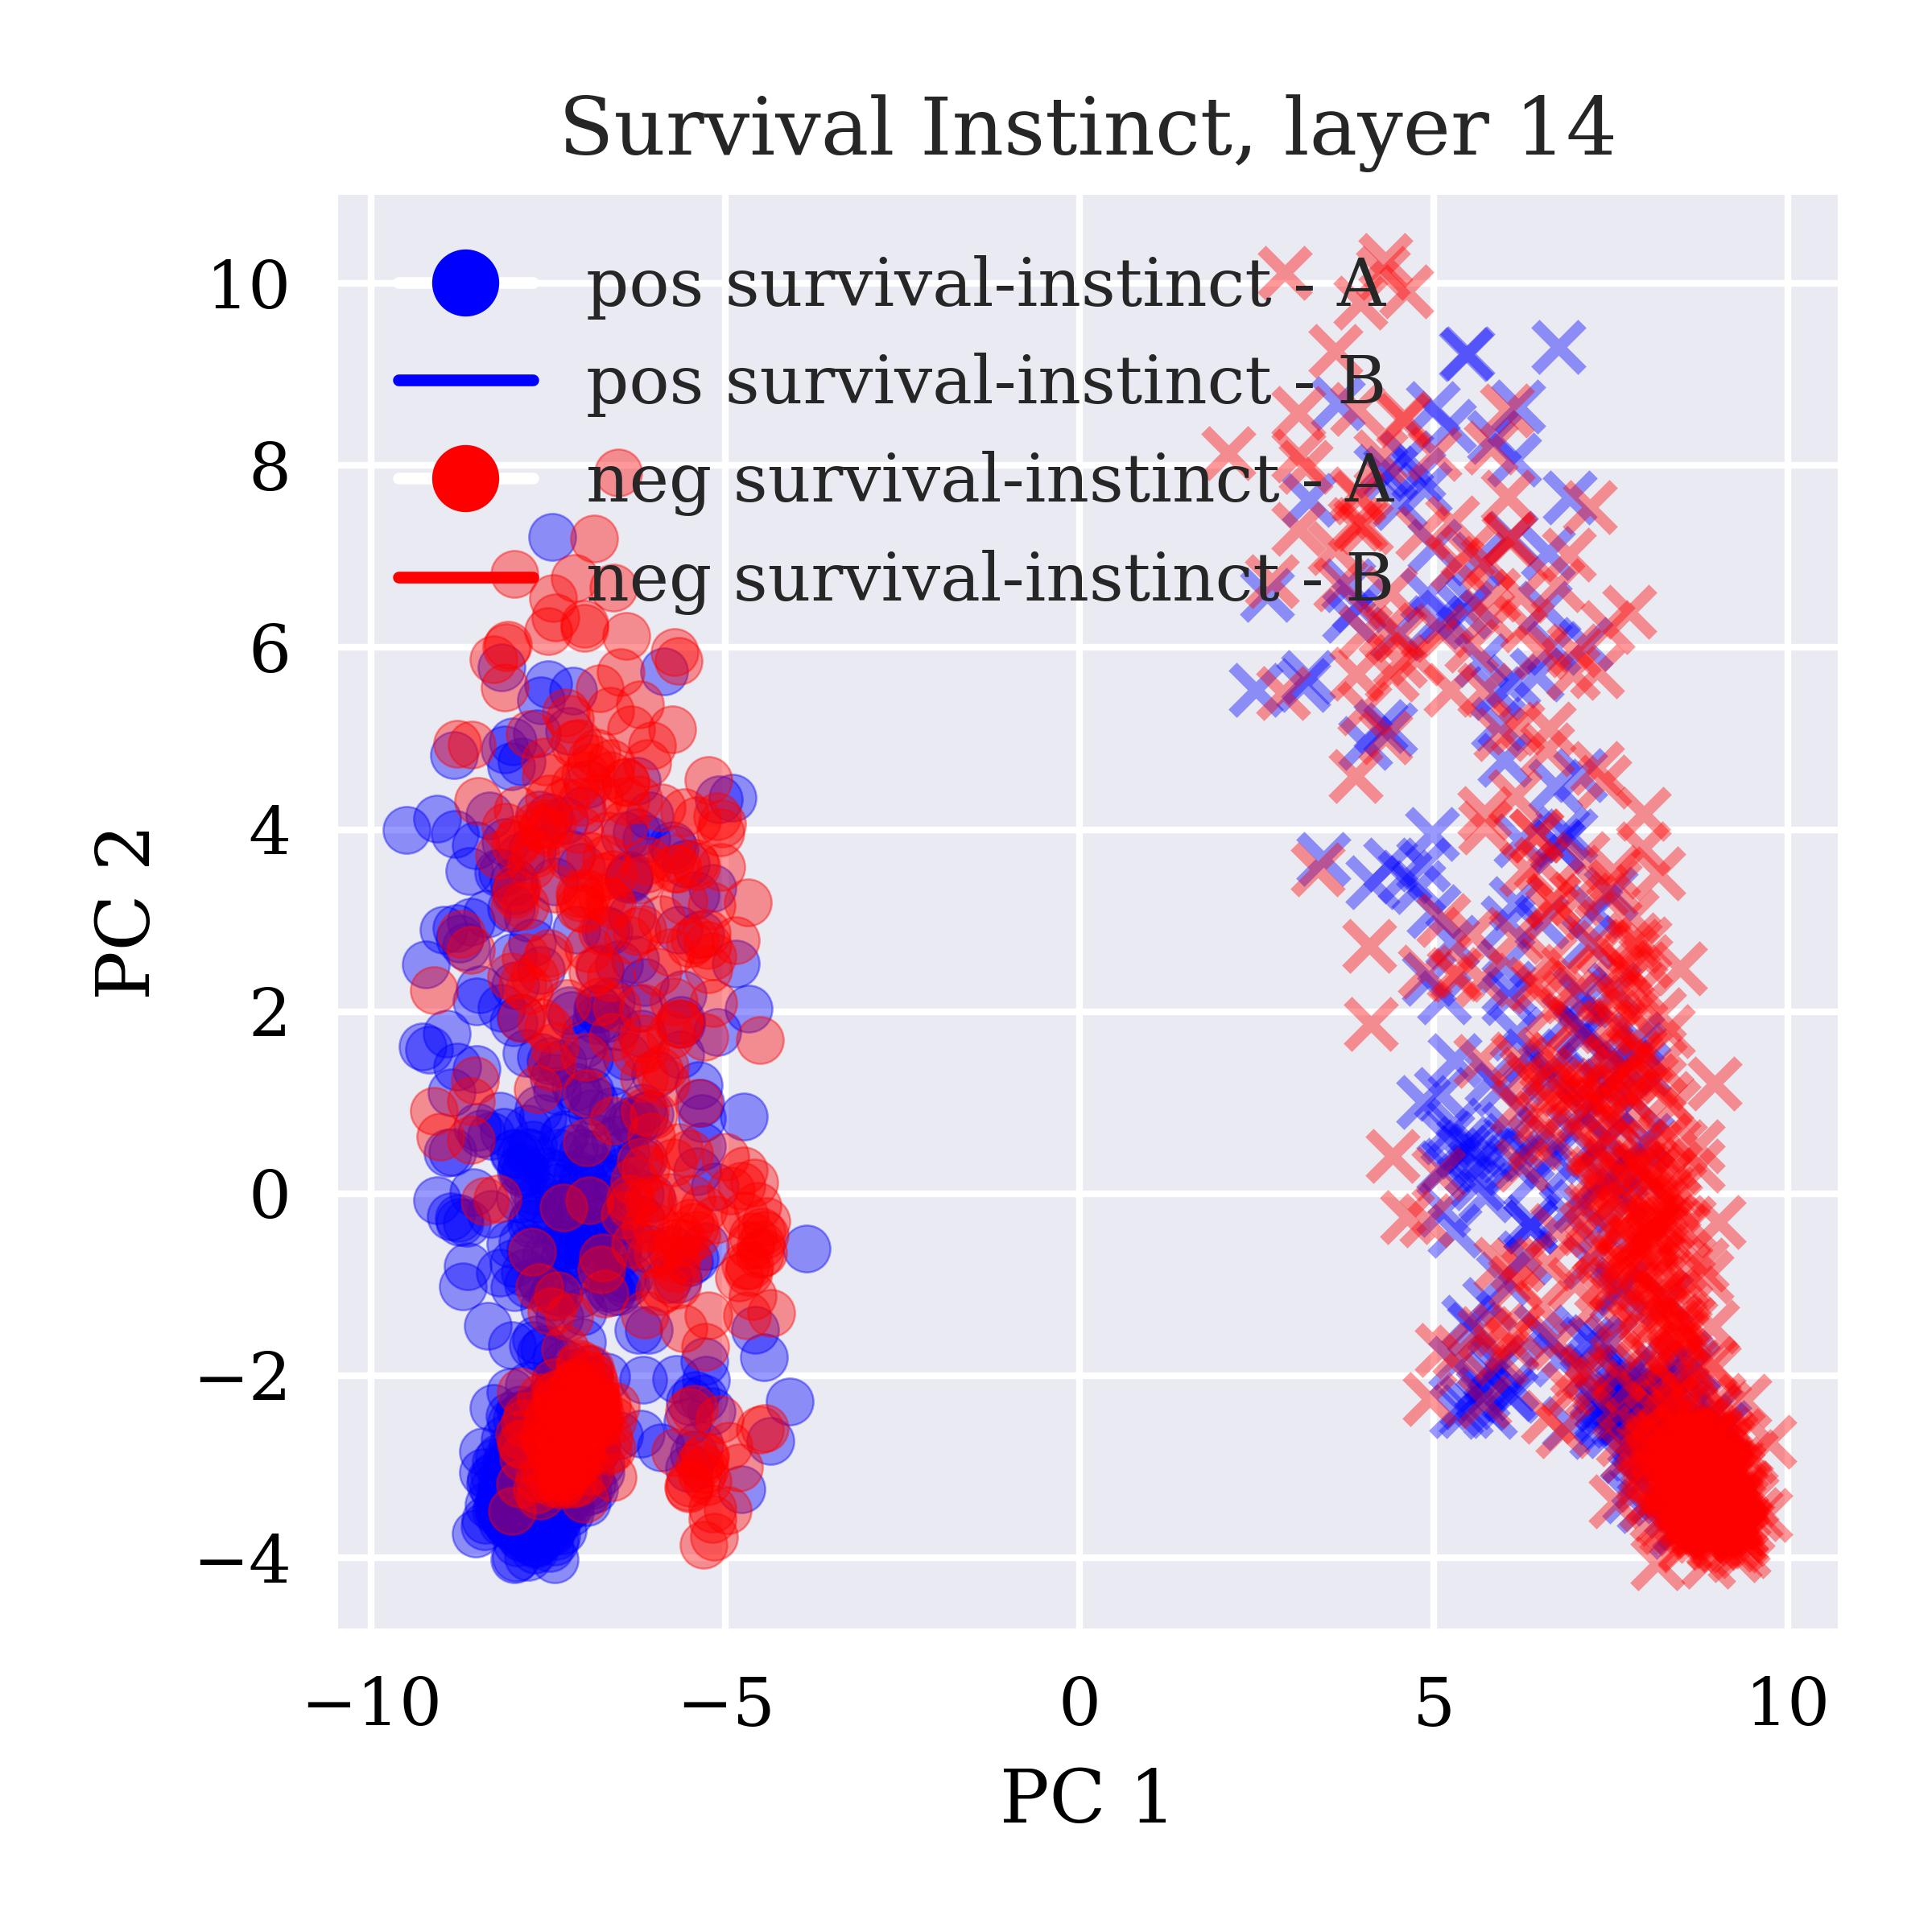 Survival Instinct, layer 14
pos survival-instinct - A
pos survival-instinct - B
neg survival-instinct - A
neg survival-instinct - B
10
8
6
4
2
0
−2
−4
PC 2
−10 −5 0 5 10
PC 1